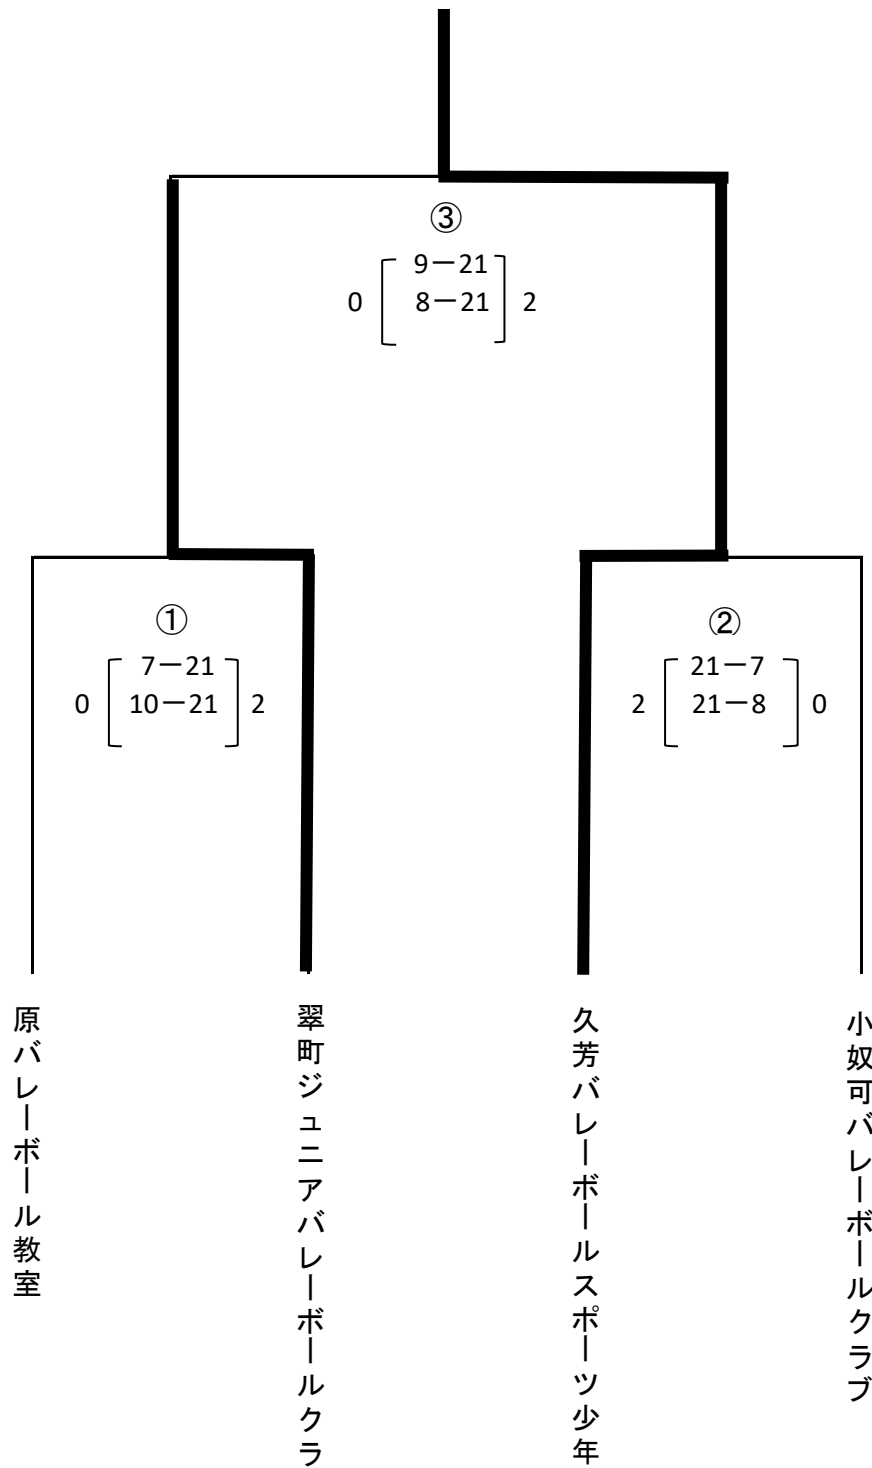 ③
9－21
0 8－21 2
①
7－21
0 10－21 2
②
21－7
2 21－8 0
原バレーボール教室
翠町ジュニアバレーボールクラ
久芳バレーボールスポーツ少年
小奴可バレーボールクラブ